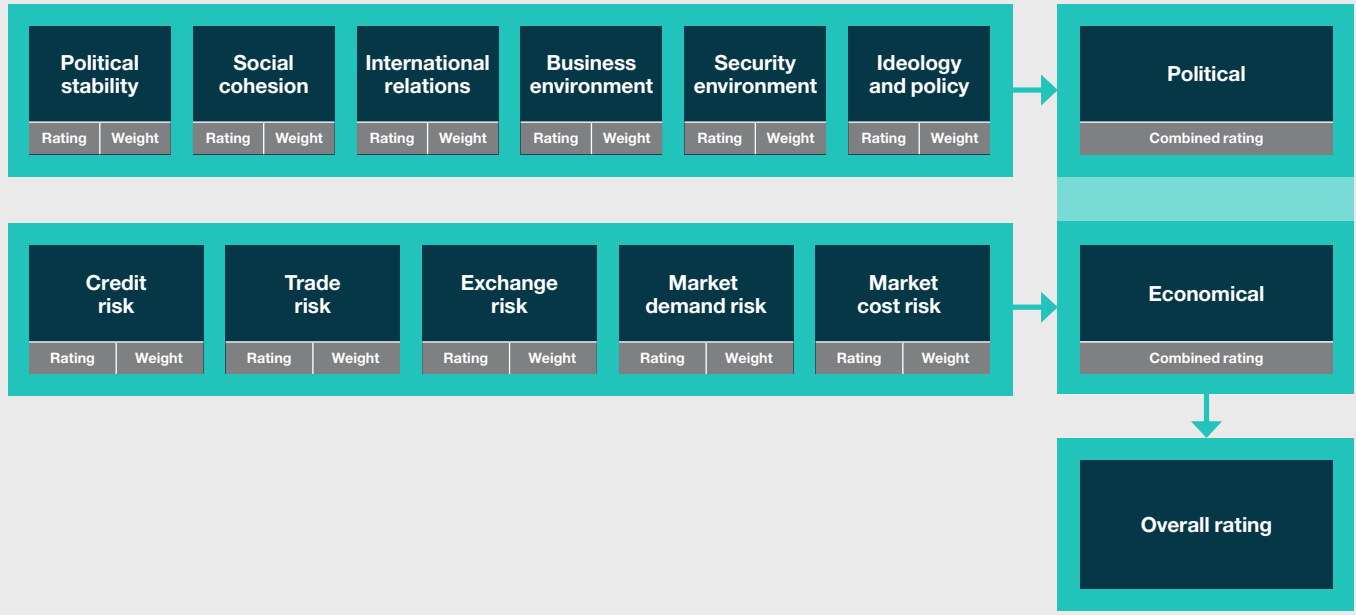 Political
stability
Rating Weight
Social
cohesion
Rating Weight
International
relations
Rating Weight
Business
environment
Rating Weight
Security
environment
Rating Weight
Ideology
and policy
Rating Weight
Political
Combined rating
Credit
risk
Rating Weight
Trade
risk
Rating Weight
Exchange
risk
Rating Weight
Market
demand risk
Rating Weight
Market
cost risk
Rating Weight
Economical
Combined rating
Overall rating